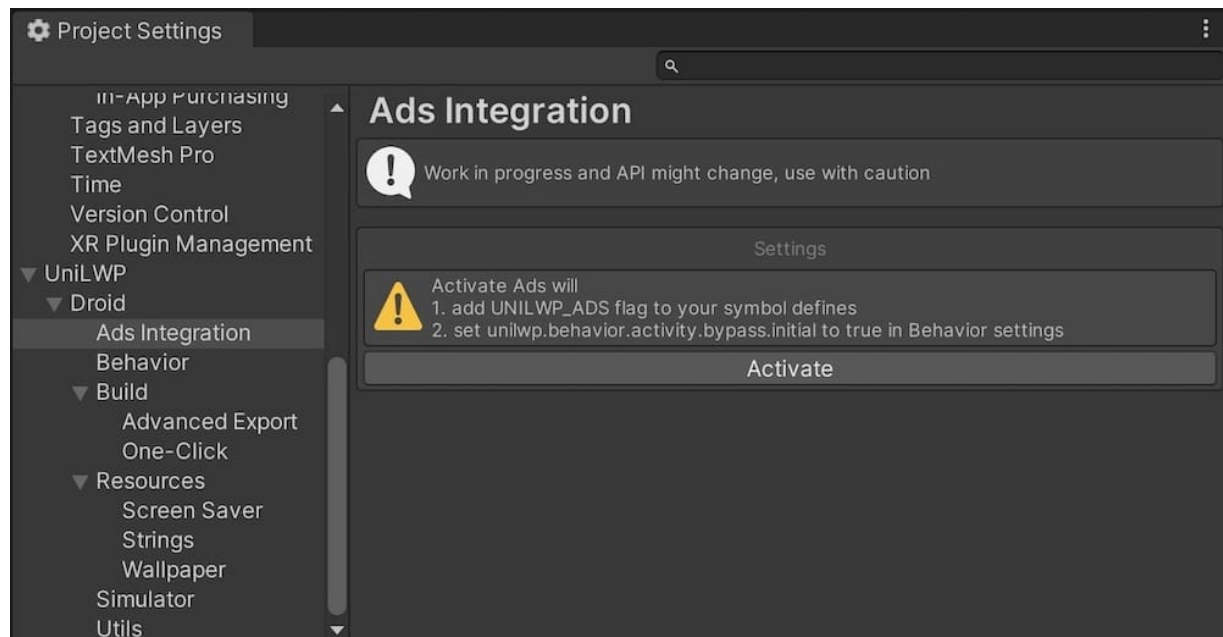 Project Settings
In-App Purchasing
Tags and Layers
TextMesh Pro
Time
Version Control
XR Plugin Management
UniLWP
Droid
Ads Integration
Behavior
Build
Advanced Export
One-Click
Resources
Screen Saver
Strings
Wallpaper
Simulator
Utils
Ads Integration
Work in progress and API might change, use with caution
Settings
Activate Ads will
1. add UNILWP_ADS flag to your symbol defines
2. set unilwp.behavior.activity.bypass.initial to true in Behavior settings
Activate